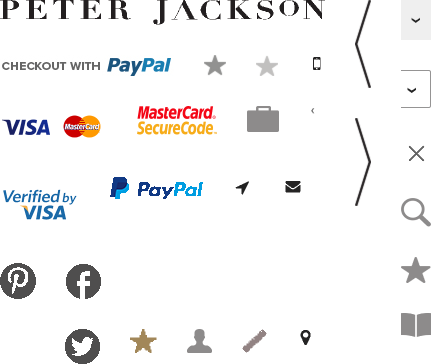 PETER JACKSON
CHECKOUT WITH PayPal
VISA MasterCard
MasterCard.
SecureCode.
Verified by
VISA
PayPal